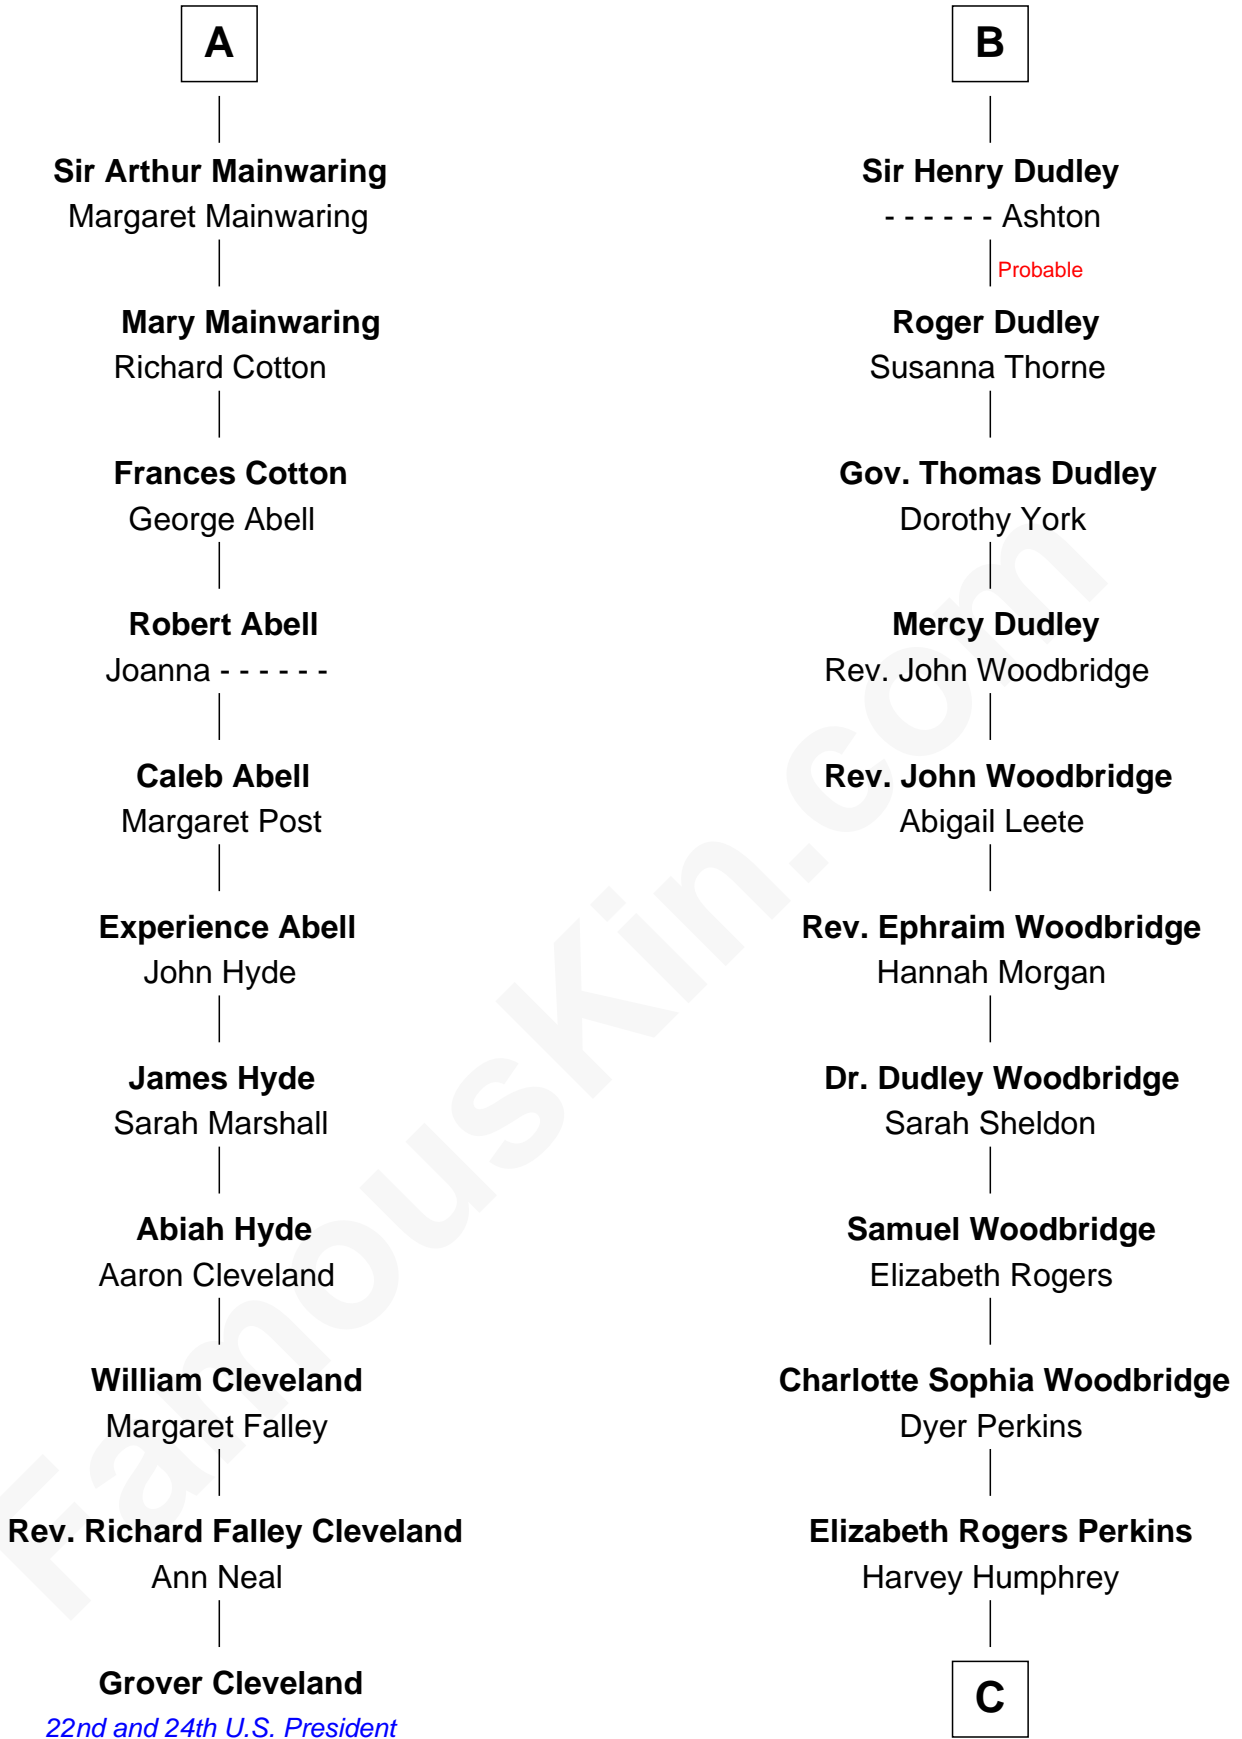 A
Sir Arthur Mainwaring
Margaret Mainwaring
Mary Mainwaring
Richard Cotton
Frances Cotton
George Abell
Robert Abell
Joanna - - - - - -
Caleb Abell
Margaret Post
Experience Abell
John Hyde
James Hyde
Sarah Marshall
Abiah Hyde
Aaron Cleveland
William Cleveland
Margaret Falley
Rev. Richard Falley Cleveland
Ann Neal
Grover Cleveland
22nd and 24th U.S. President
B
Sir Henry Dudley
- - - - - - Ashton
Probable
Roger Dudley
Susanna Thorne
Gov. Thomas Dudley
Dorothy York
Mercy Dudley
Rev. John Woodbridge
Rev. John Woodbridge
Abigail Leete
Rev. Ephraim Woodbridge
Hannah Morgan
Dr. Dudley Woodbridge
Sarah Sheldon
Samuel Woodbridge
Elizabeth Rogers
Charlotte Sophia Woodbridge
Dyer Perkins
Elizabeth Rogers Perkins
Harvey Humphrey
C
FamousKin.com